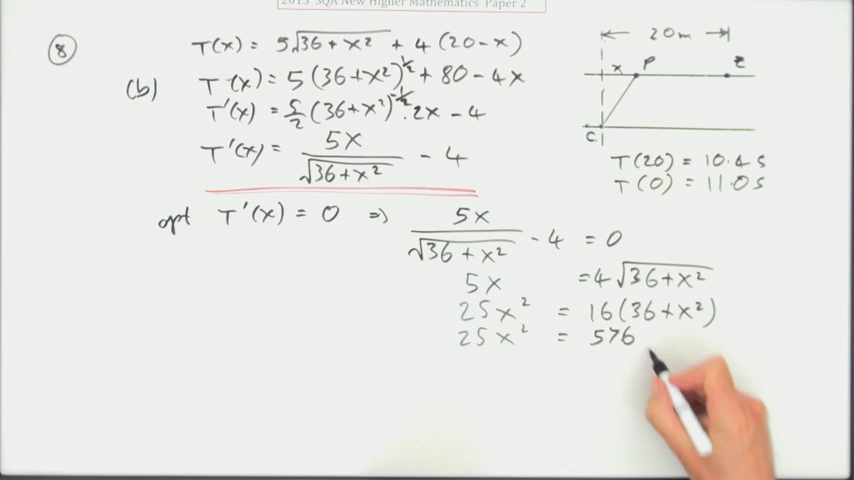 2015 SQA New Higher Mathematics Paper 2
8
T(x) = 5√36+x² + 4(20-x)
(b) T(x) = 5(36+x²)^½ + 80 - 4x
T'(x) = 5/2 (36+x²)^-½ . 2x - 4
T'(x) = 5x / √36+x² - 4
opt T'(x) = 0 ⇒ 5x / √36+x² - 4 = 0
5x = 4√36+x²
25x² = 16(36+x²)
25x² = 576
20m
x P Z
C
T(20) = 10.4s
T(0) = 11.0s